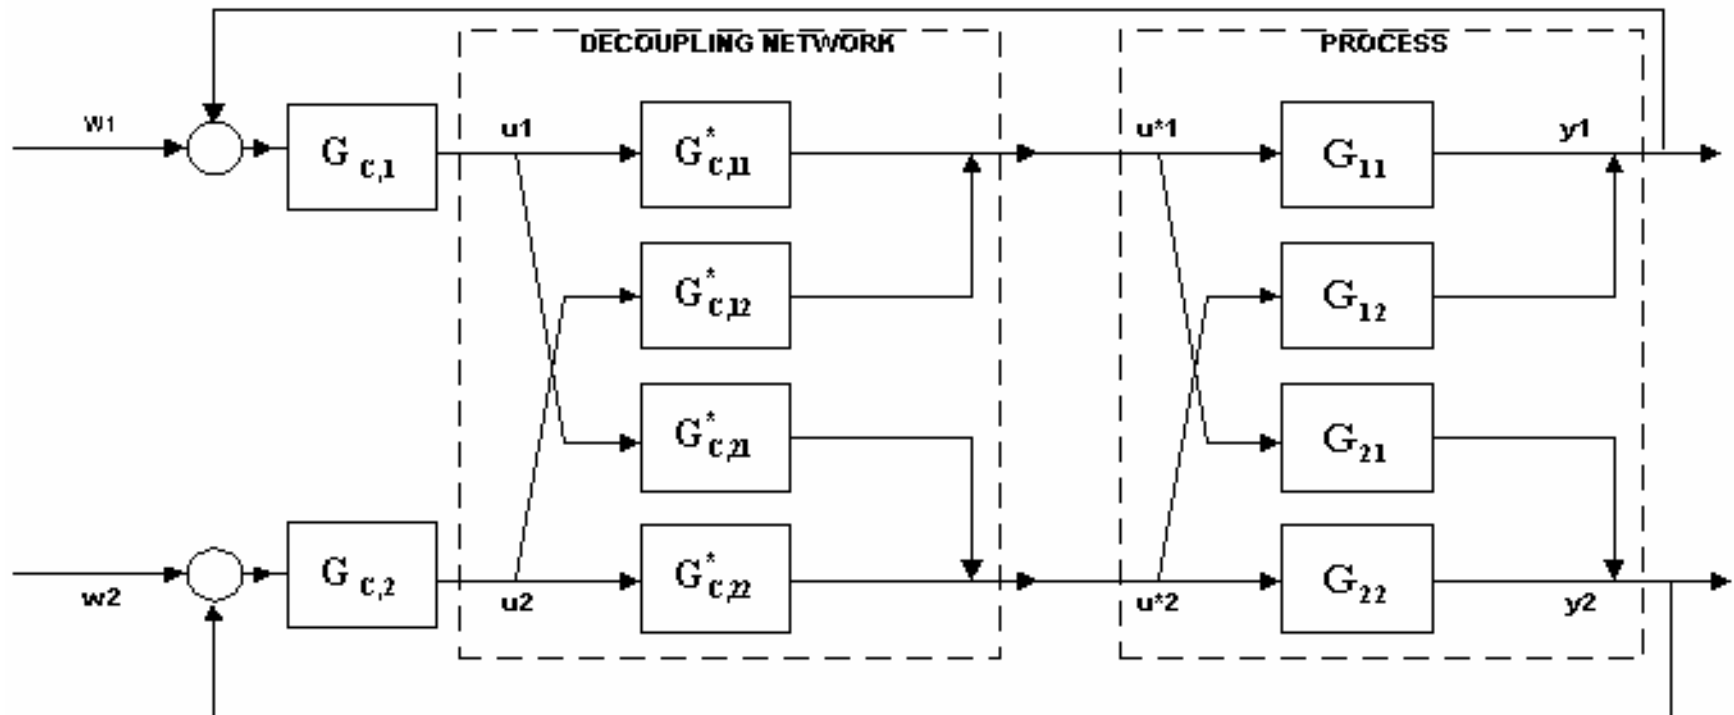 DECOUPLING NETWORK
PROCESS
W1
G C,1
u1
G*C,11
u*1
G11
y1
G*C,12
G12
G*C,21
G21
w2
G C,2
u2
G*C,22
u*2
G22
y2